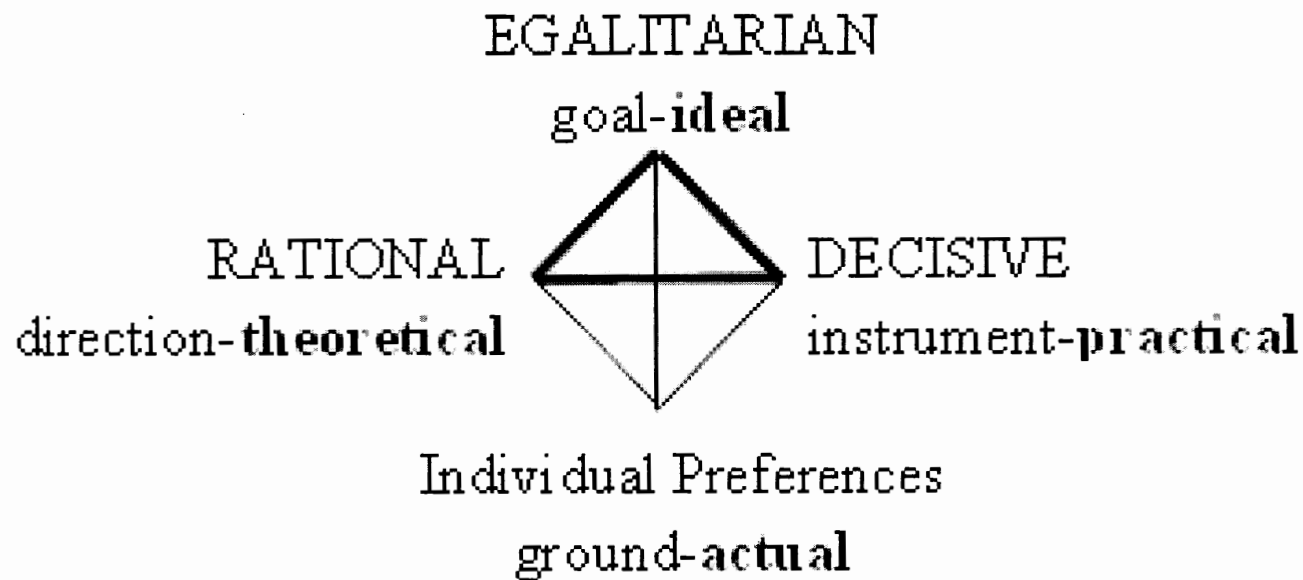 EGALITARIAN
goal-ideal
RATIONAL
direction-theoretical
DECISIVE
instrument-practical
Individual Preferences
ground-actual